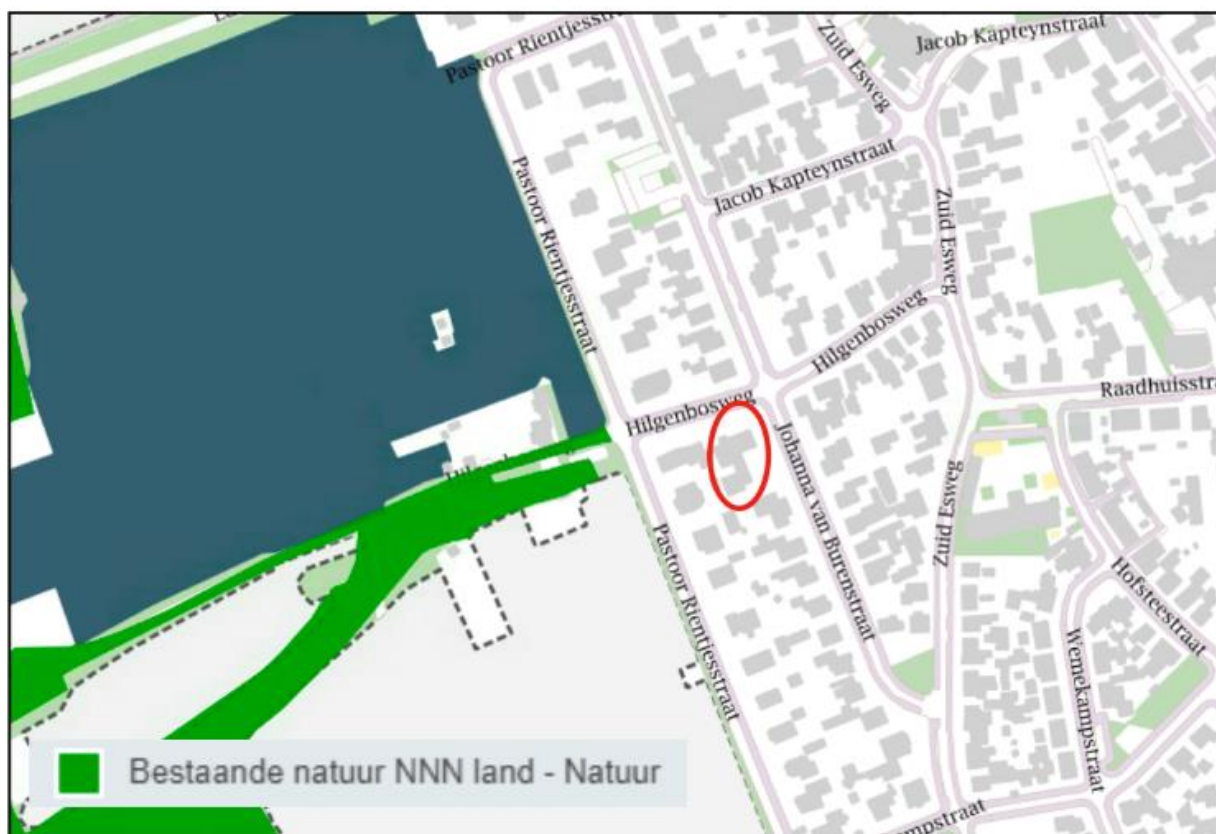 Pastoor Rientjesstraat
Zuid Esweg
Jacob Kapteynstraat
Pastoor Rientjesstraat
Jacob Kapteynstraat
Zuid Esweg
Hilgenbosweg
Raadhuisstra
Hilgenbosweg
Johanna van Burenstraat
Zuid Esweg
Pastoor Rientjesstraat
Hofsteestraat
Wemekampstraat
Bestaande natuur NNN land - Natuur